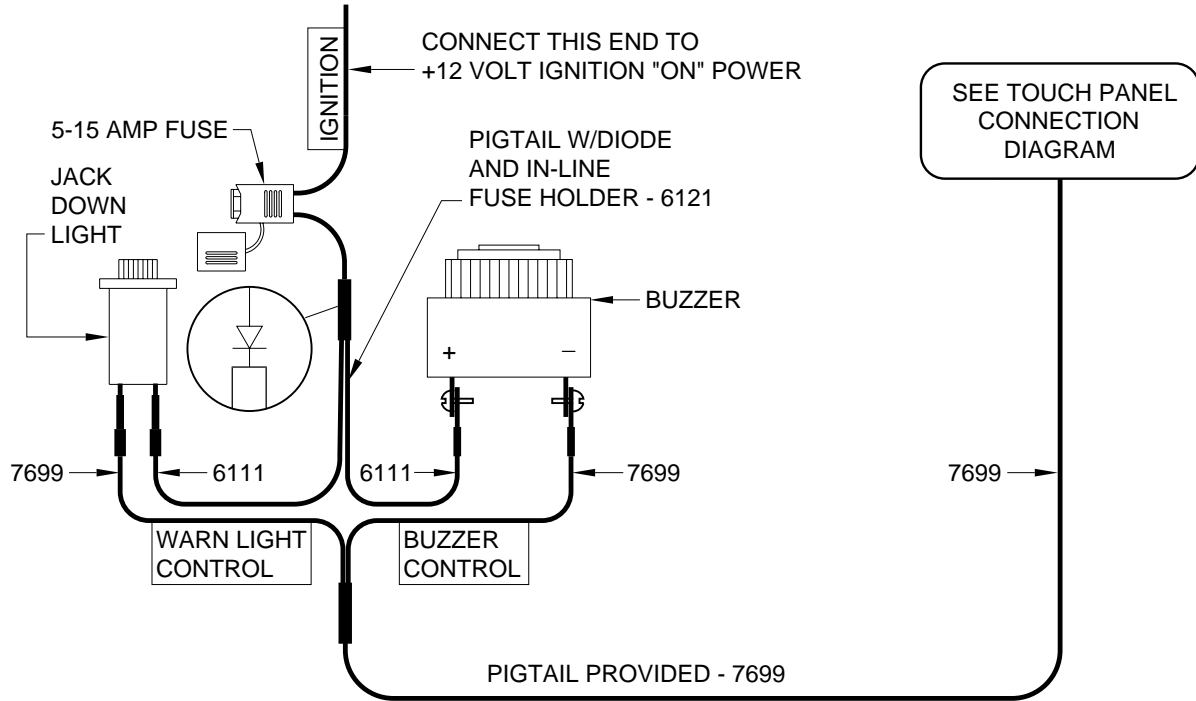 IGNITION
CONNECT THIS END TO
+12 VOLT IGNITION "ON" POWER
SEE TOUCH PANEL
CONNECTION
DIAGRAM
5-15 AMP FUSE
PIGTAIL W/DIODE
AND IN-LINE
FUSE HOLDER - 6121
JACK
DOWN
LIGHT
BUZZER
+ −
7699
6111
6111
7699
7699
WARN LIGHT
CONTROL
BUZZER
CONTROL
PIGTAIL PROVIDED - 7699